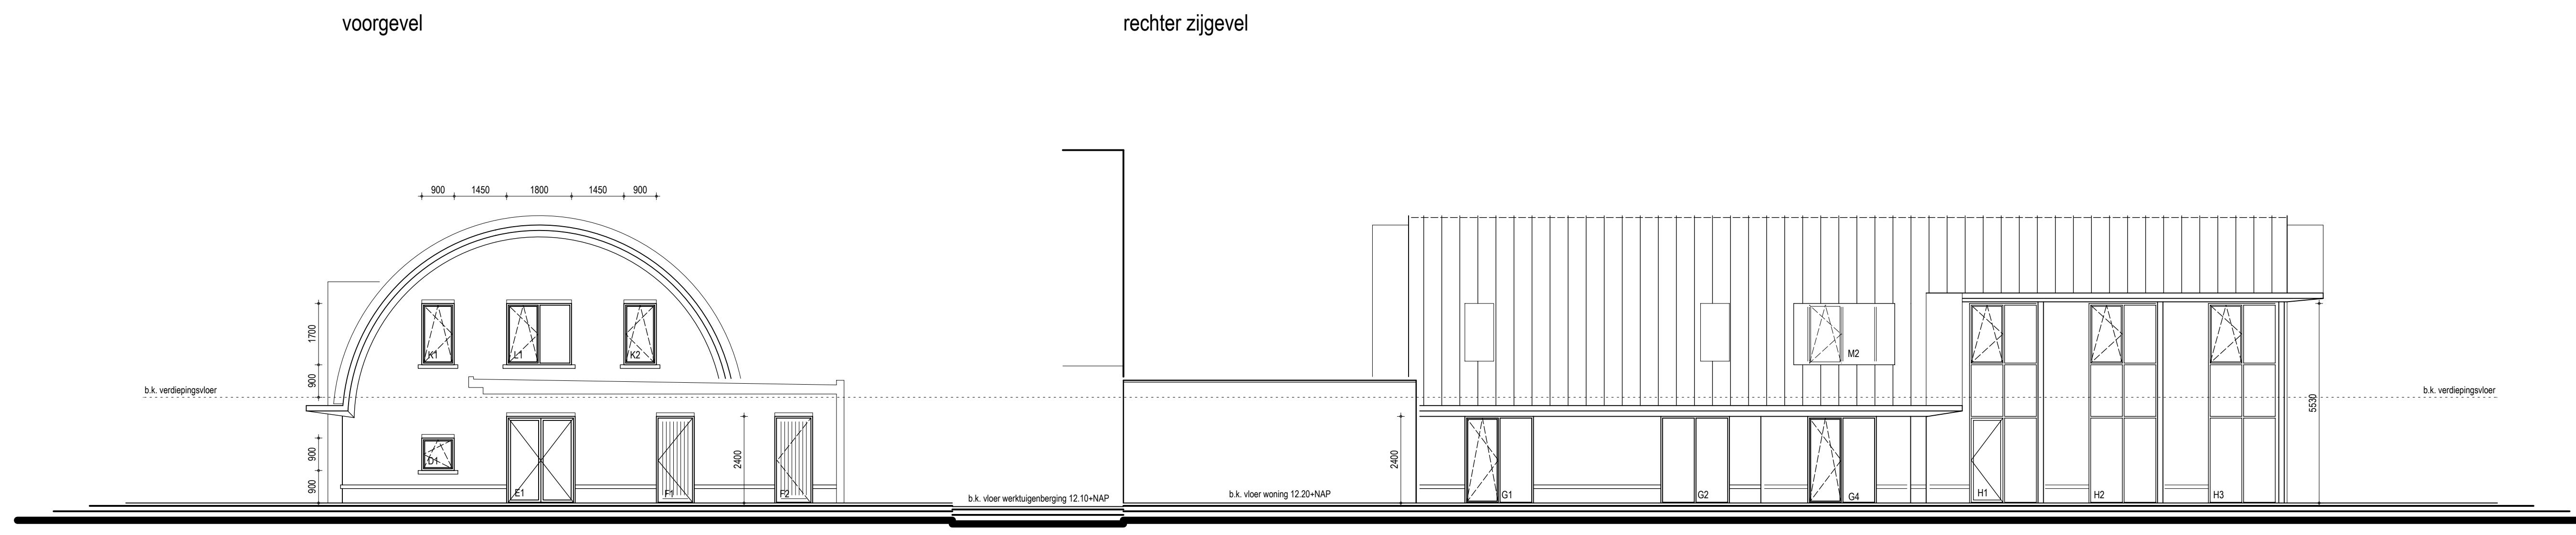 voorgevel
rechter zijgevel
900 1450 1800 1450 900
1700
K1 L1 K2
M2
900
b.k. verdiepingsvloer
b.k. verdiepingsvloer
5530
900
D1
2400
2400
900
E1 F1 F2
b.k. vloer werktuigenberging 12.10+NAP
b.k. vloer woning 12.20+NAP
G1 G2 G4 H1 H2 H3